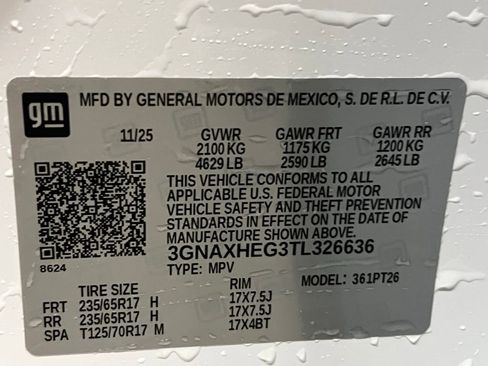 gm
MFD BY GENERAL MOTORS DE MEXICO, S. DE R.L. DE C.V.
11/25 GVWR GAWR FRT GAWR RR
2100 KG 1175 KG 1200 KG
4629 LB 2590 LB 2645 LB
THIS VEHICLE CONFORMS TO ALL
APPLICABLE U.S. FEDERAL MOTOR
VEHICLE SAFETY AND THEFT PREVENTION
STANDARDS IN EFFECT ON THE DATE OF
MANUFACTURE SHOWN ABOVE.
3GNAXHEG3TL326636
8624
TYPE: MPV MODEL: 361PT26
TIRE SIZE RIM
FRT 235/65R17 H 17X7.5J
RR 235/65R17 H 17X7.5J
SPA T125/70R17 M 17X4BT